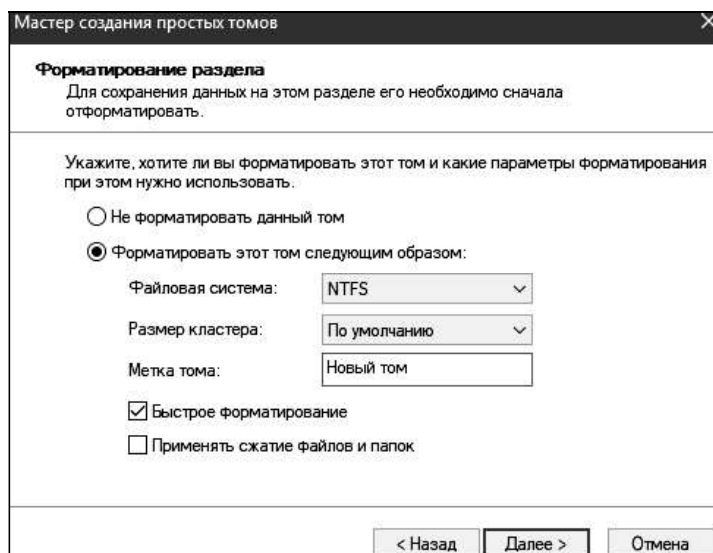 Мастер создания простых томов
Форматирование раздела
Для сохранения данных на этом разделе его необходимо сначала
отформатировать.
Укажите, хотите ли вы форматировать этот том и какие параметры форматирования
при этом нужно использовать.
Не форматировать данный том
Форматировать этот том следующим образом:
Файловая система: NTFS
Размер кластера: По умолчанию
Метка тома: Новый том
Быстрое форматирование
Применять сжатие файлов и папок
< Назад Далее > Отмена